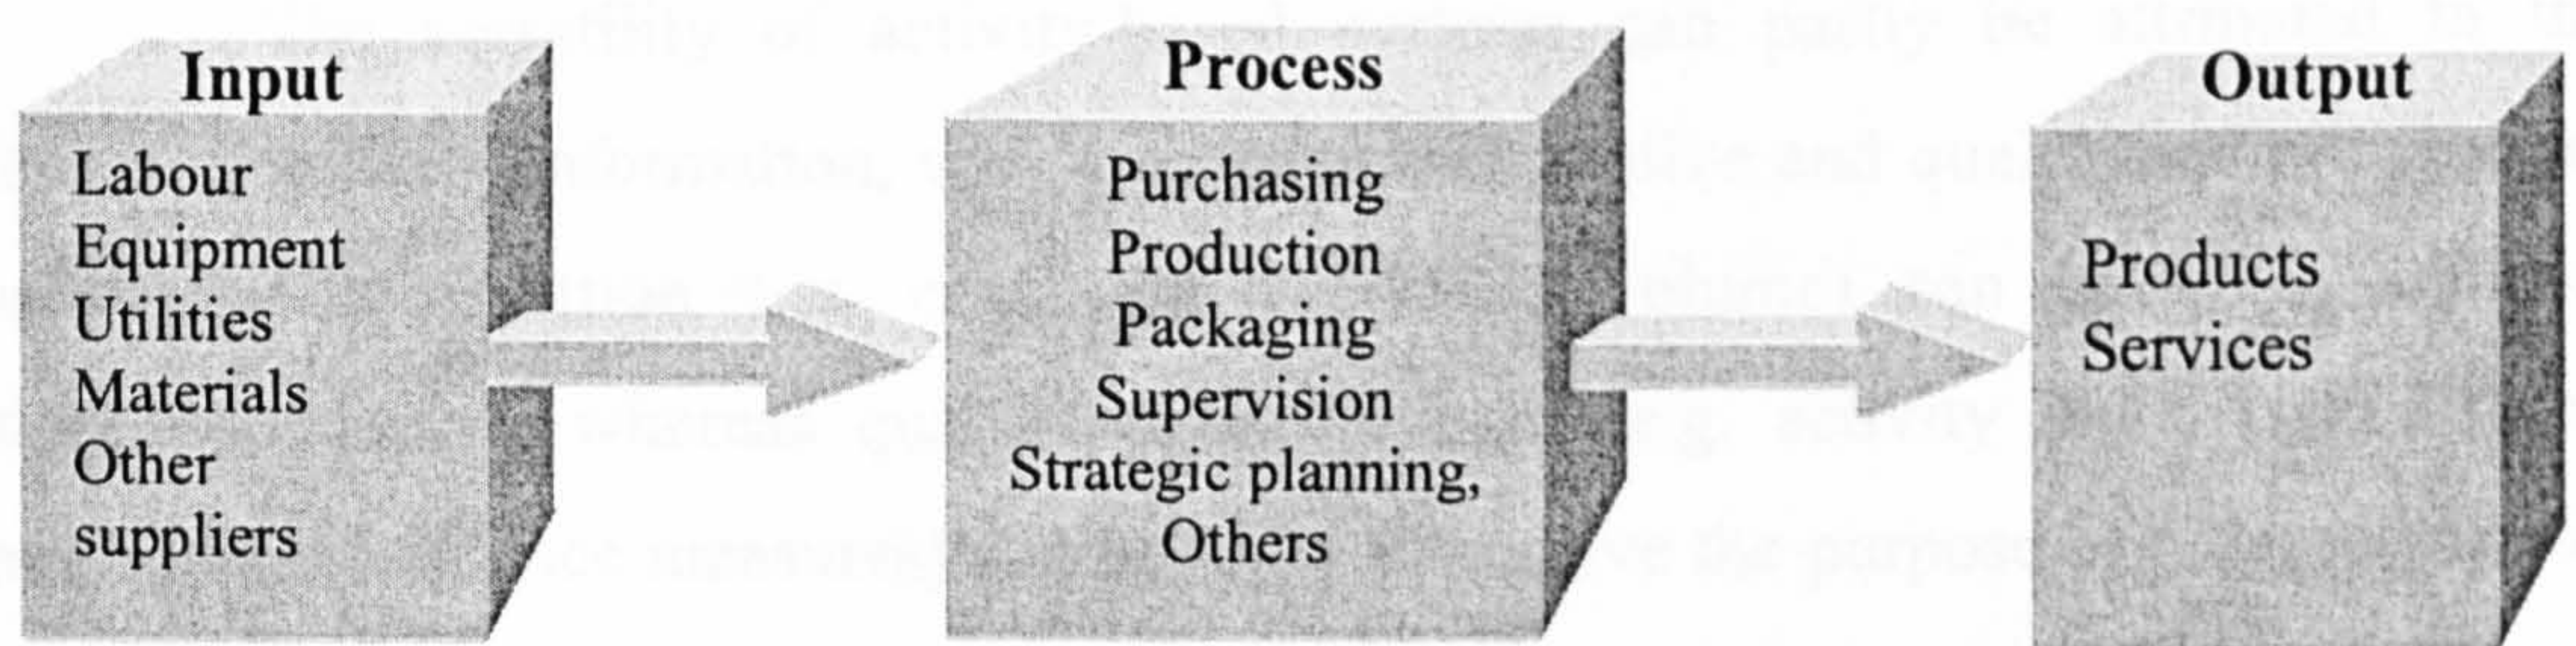 Input
Labour
Equipment
Utilities
Materials
Other
suppliers
Process
Purchasing
Production
Packaging
Supervision
Strategic planning,
Others
Output
Products
Services